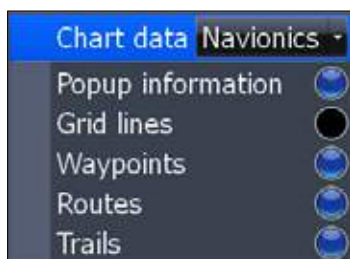 Chart data Navionics
Popup information
Grid lines
Waypoints
Routes
Trails